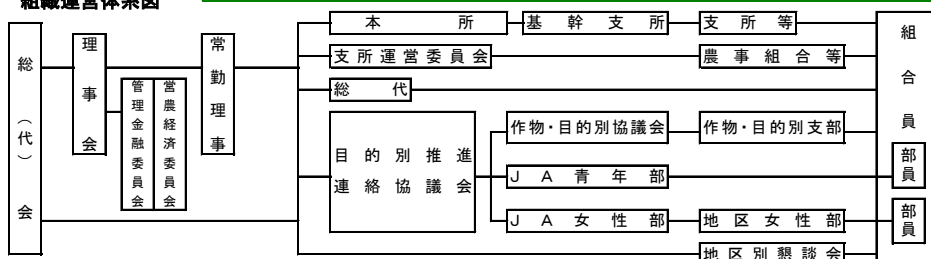 組織運営体系図
総（代）会
理事会
管理金融委員会
営農経済委員会
常勤理事
本所
基幹支所
支所等
支所運営委員会
農事組合等
総代
目的別推進
連絡協議会
作物・目的別協議会
作物・目的別支部
JA青年部
JA女性部
地区女性部
地区別懇談会
組合員
部員
部員